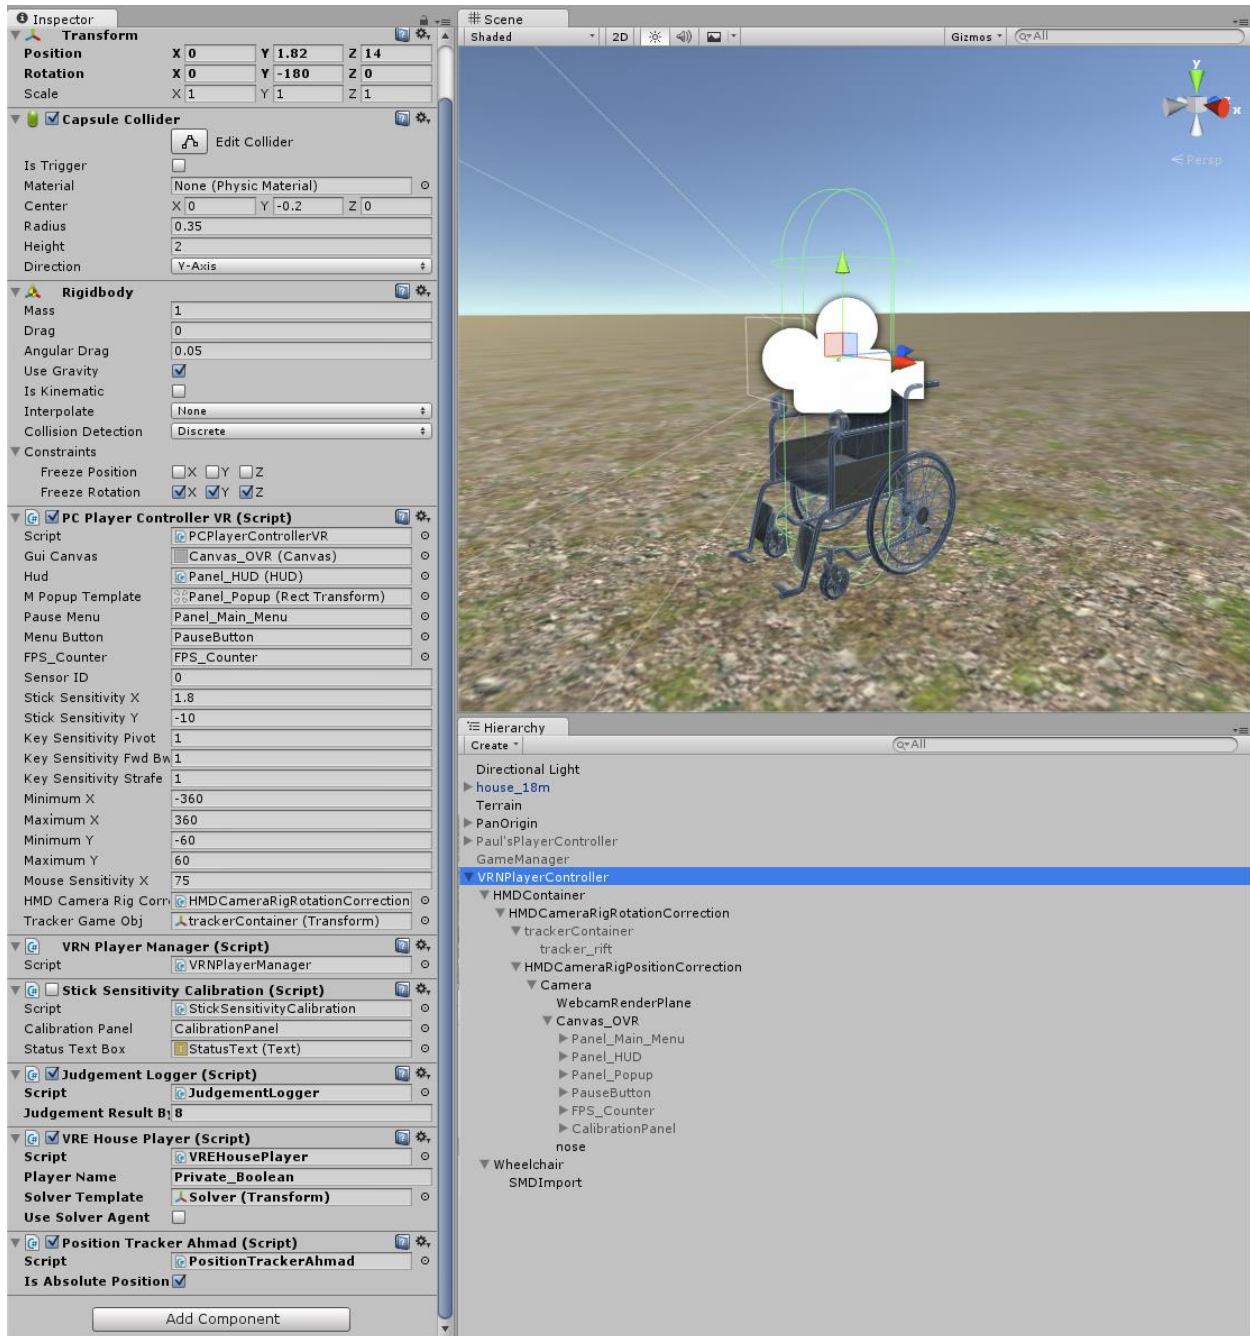 Inspector
Transform
Position X 0 Y 1.82 Z 14
Rotation X 0 Y -180 Z 0
Scale X 1 Y 1 Z 1
Capsule Collider
Edit Collider
Is Trigger
Material None (Physic Material)
Center X 0 Y -0.2 Z 0
Radius 0.35
Height 2
Direction Y-Axis
Rigidbody
Mass 1
Drag 0
Angular Drag 0.05
Use Gravity
Is Kinematic
Interpolate None
Collision Detection Discrete
Constraints
Freeze Position X Y Z
Freeze Rotation X Y Z
PC Player Controller VR (Script)
Script PCPlayerControllerVR
Gui Canvas Canvas_OVR (Canvas)
Hud Panel_HUD (HUD)
M Popup Template Panel_Popup (Rect Transform)
Pause Menu Panel_Main_Menu
Menu Button PauseButton
FPS_Counter FPS_Counter
Sensor ID 0
Stick Sensitivity X 1.8
Stick Sensitivity Y -10
Key Sensitivity Pivot 1
Key Sensitivity Fwd Bw 1
Key Sensitivity Strafe 1
Minimum X -360
Maximum X 360
Minimum Y -60
Maximum Y 60
Mouse Sensitivity X 75
HMD Camera Rig Corr HMDCameraRigRotationCorrection
Tracker Game Obj trackerContainer (Transform)
VRN Player Manager (Script)
Script VRNPlayerManager
Stick Sensitivity Calibration (Script)
Script StickSensitivityCalibration
Calibration Panel CalibrationPanel
Status Text Box StatusText (Text)
Judgement Logger (Script)
Script JudgementLogger
Judgement Result By 8
VRE House Player (Script)
Script VREHousePlayer
Player Name Private_Boolean
Solver Template Solver (Transform)
Use Solver Agent
Position Tracker Ahmad (Script)
Script PositionTrackerAhmad
Is Absolute Position
Add Component
Scene
Shaded 2D Gizmos All
y
x
Persp
Hierarchy
Create All
Directional Light
house_18m
Terrain
PanOrigin
Paul'sPlayerController
GameManager
VRNPlayerController
HMDContainer
HMDCameraRigRotationCorrection
trackerContainer
tracker_rift
HMDCameraRigPositionCorrection
Camera
WebcamRenderPlane
Canvas_OVR
Panel_Main_Menu
Panel_HUD
Panel_Popup
PauseButton
FPS_Counter
CalibrationPanel
nose
Wheelchair
SMDImport